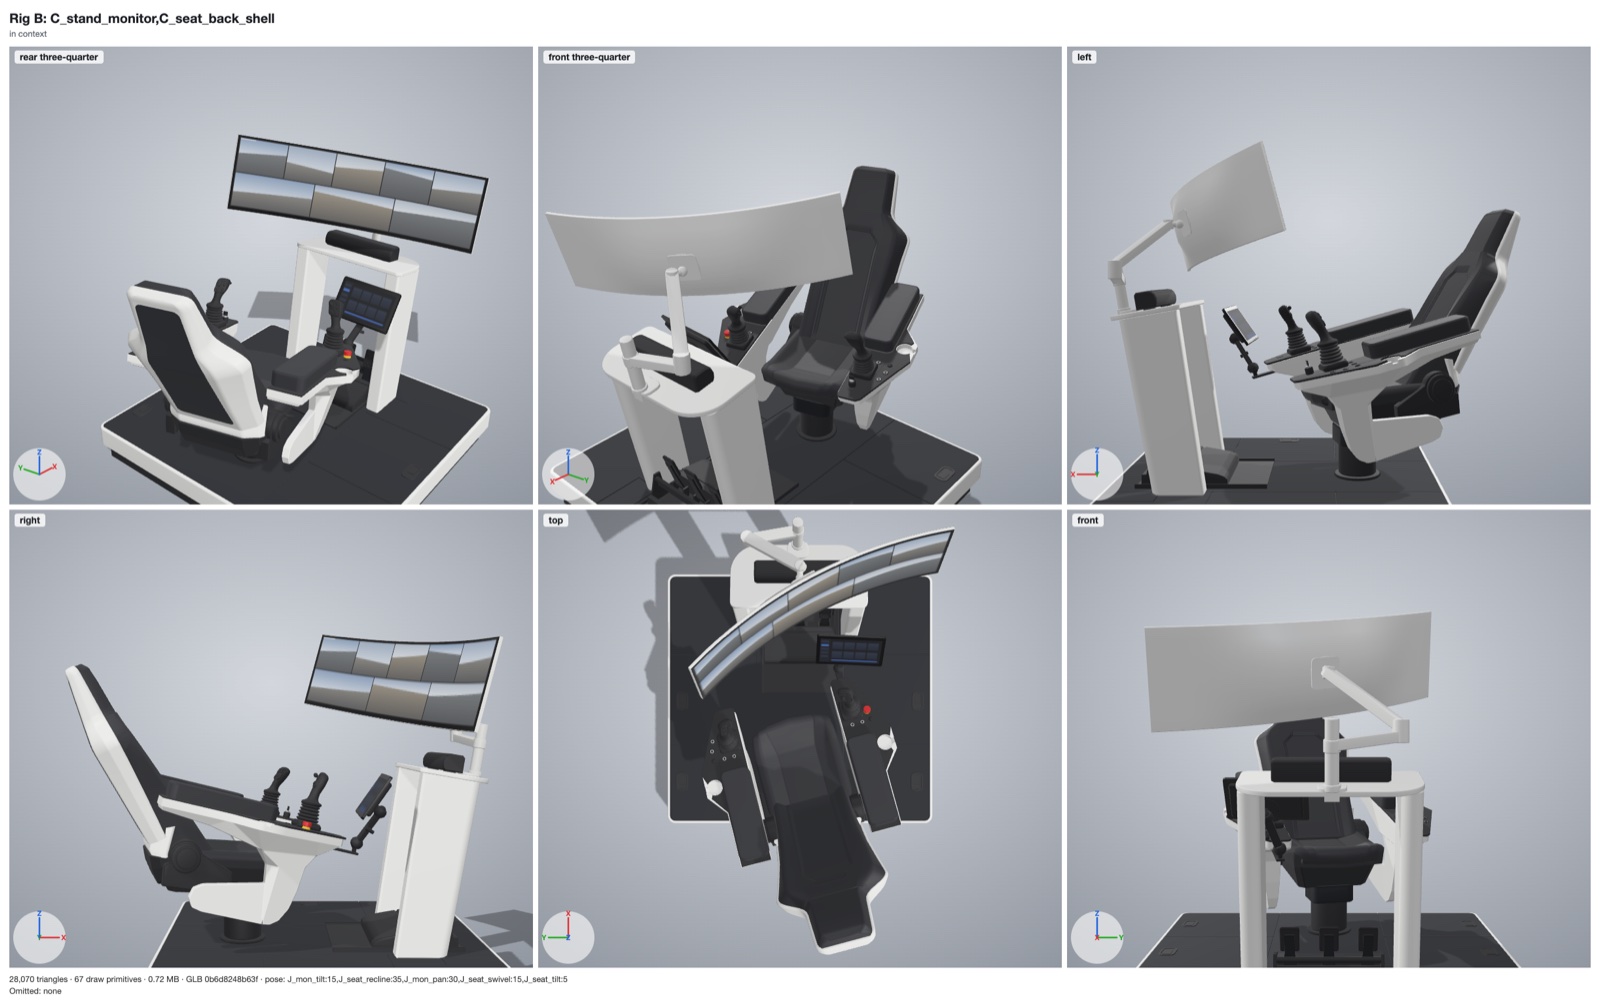 Rig B: C_stand_monitor,C_seat_back_shell
in context
rear three-quarter
front three-quarter
left
Z
Y
X
Z
X
Y
Z
X
Y
right
top
front
Z
Y
X
X
Y
Z
Z
X
Y
28,070 triangles · 67 draw primitives · 0.72 MB · GLB 0b6d8248b63f · pose: J_mon_tilt:15,J_seat_recline:35,J_mon_pan:30,J_seat_swivel:15,J_seat_tilt:5
Omitted: none